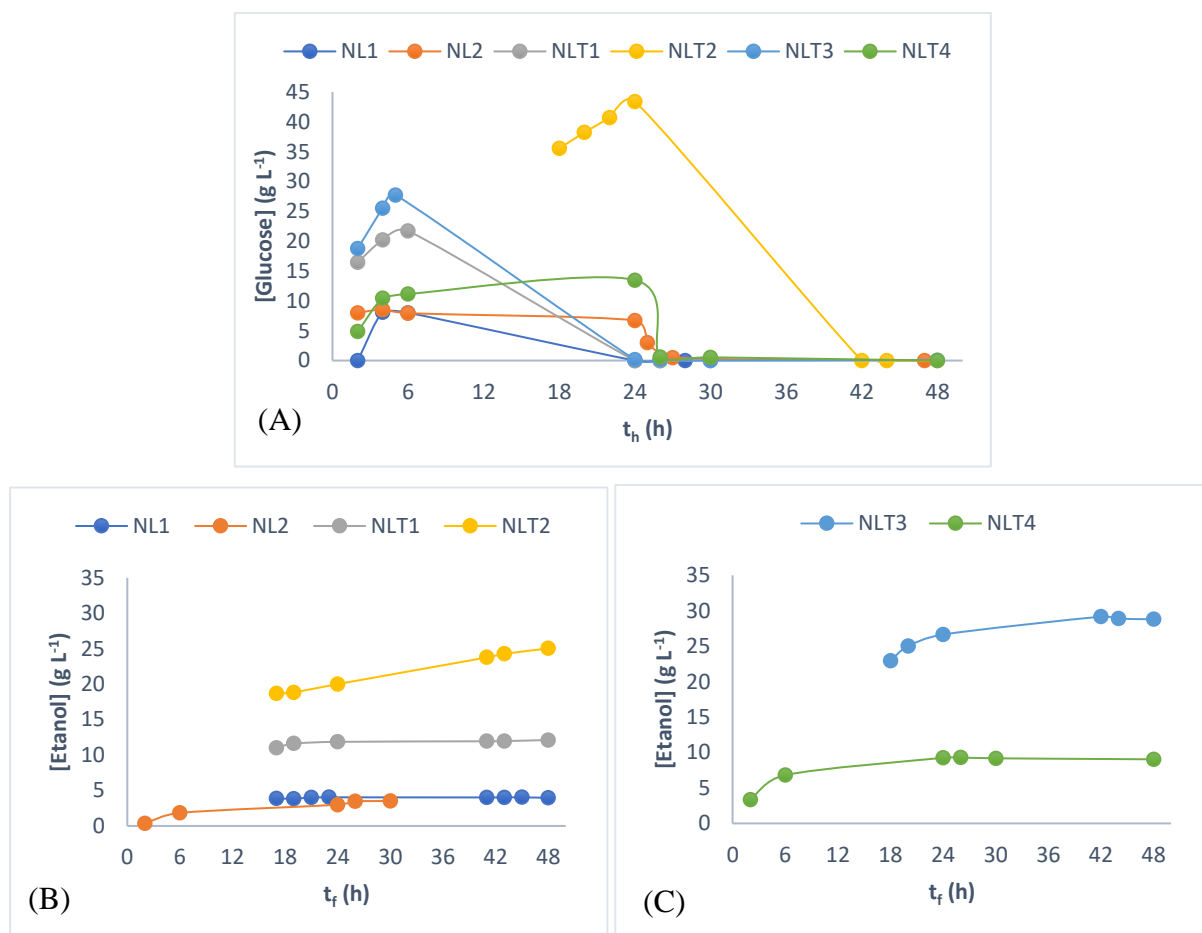 NL1 NL2 NLT1 NLT2 NLT3 NLT4
[Glucose] (g L-1)
45
40
35
30
25
20
15
10
5
0
0 6 12 18 24 30 36 42 48
th (h)
(A)
NL1 NL2 NLT1 NLT2
[Etanol] (g L-1)
35
30
25
20
15
10
5
0
0 6 12 18 24 30 36 42 48
tf (h)
(B)
NLT3 NLT4
[Etanol] (g L-1)
35
30
25
20
15
10
5
0
0 6 12 18 24 30 36 42 48
tf (h)
(C)